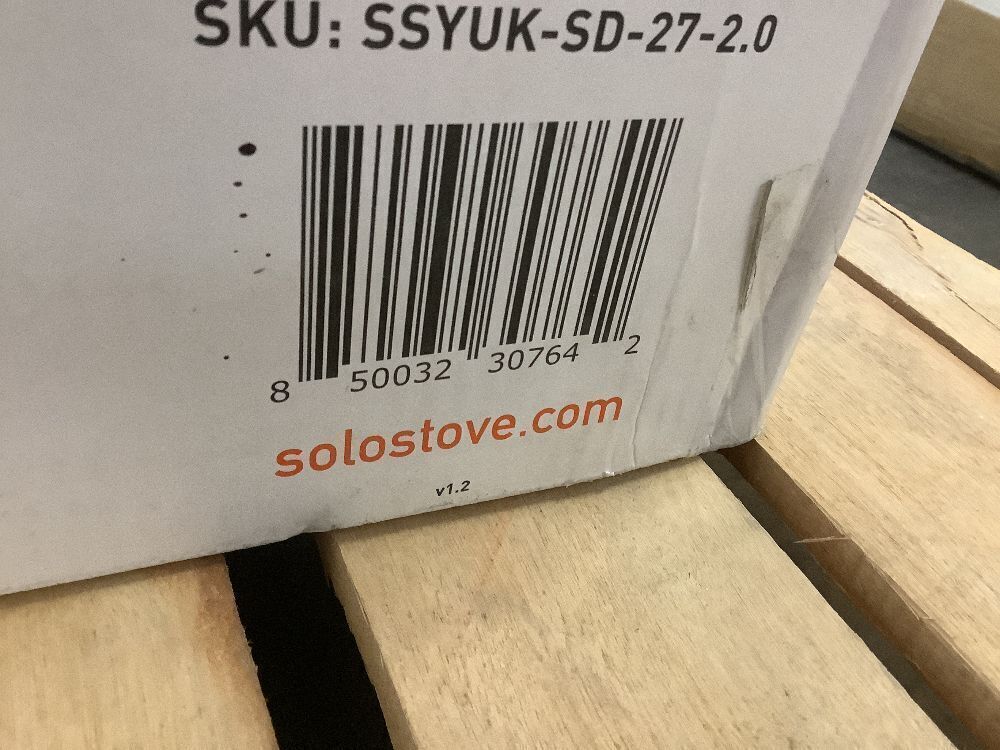 SKU: SSYUK-SD-27-2.0
8 50032 30764 2
solostove.com
v1.2